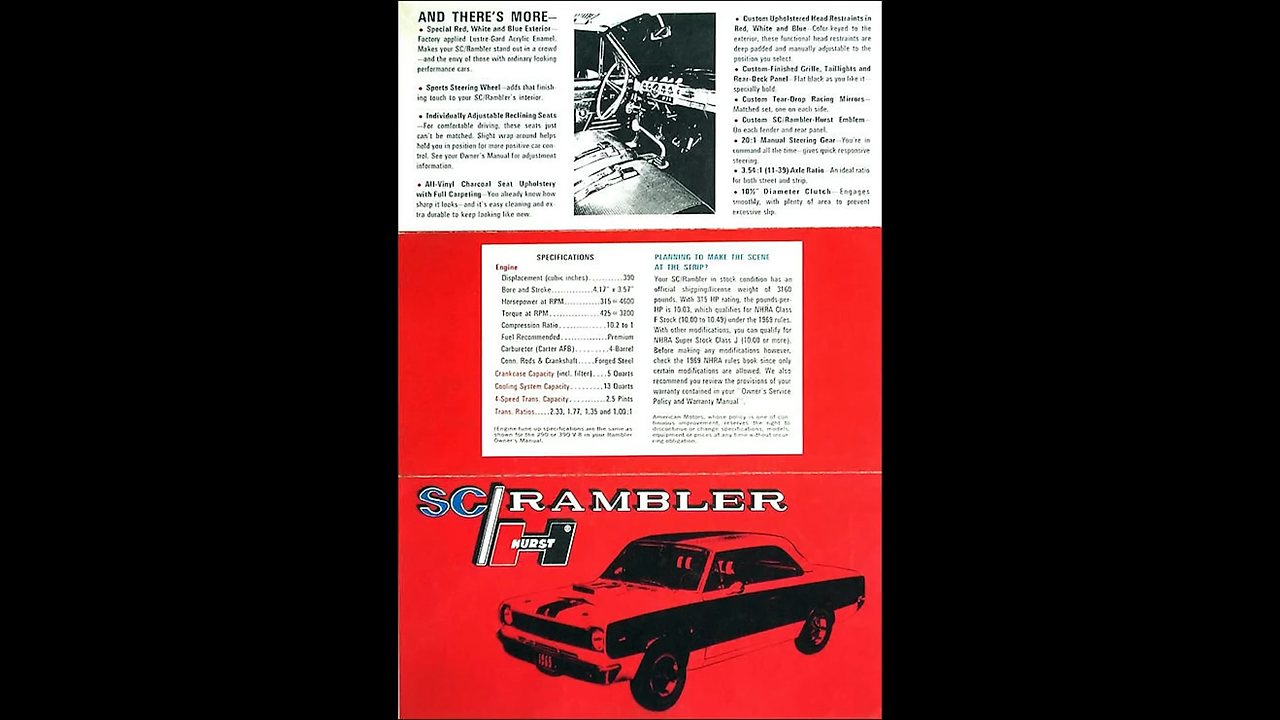 AND THERE'S MORE—
• Special Red, White and Blue Exterior—
Factory applied Lustre-Gard Acrylic Enamel.
Makes your SC/Rambler stand out in a crowd
—and the envy of those with ordinary looking
performance cars.
• Sports Steering Wheel—adds that finish-
ing touch to your SC/Rambler's interior.
• Individually Adjustable Reclining Seats
—For comfortable driving, these seats just
can't be matched. Slight wrap around helps
hold you in position for more positive car con-
trol. See your Owner's Manual for adjustment
information.
• All-Vinyl Charcoal Seat Upholstery
with Full Carpeting—You already know how
sharp it looks—and it's easy cleaning and ex-
tra durable to keep looking like new.
• Custom Upholstered Head Restraints in
Red, White and Blue—Color-keyed to the
exterior, these functional head restraints are
deep padded and manually adjustable to the
position you select.
• Custom-Finished Grille, Taillights and
Rear-Deck Panel—Flat black as you like it—
specially bold.
• Custom Tear-Drop Racing Mirrors—
Matched set, one on each side.
• Custom SC/Rambler-Hurst Emblem—
On each fender and rear panel.
• 20:1 Manual Steering Gear—You're in
command all the time—gives quick responsive
steering.
• 3.54:1 (11-39) Axle Ratio—An ideal ratio
for both street and strip.
• 10½" Diameter Clutch—Engages
smoothly, with plenty of area to prevent
excessive slip.
SPECIFICATIONS
Engine
Displacement (cubic inches)...........390
Bore and Stroke.............4.17" x 3.57"
Horsepower at RPM...........315 @ 4600
Torque at RPM..............425 @ 3200
Compression Ratio...............10.2 to 1
Fuel Recommended.............Premium
Carburetor (Carter AFB)..........4-Barrel
Conn. Rods & Crankshaft.....Forged Steel
Crankcase Capacity (incl. filter)....5 Quarts
Cooling System Capacity.........13 Quarts
4-Speed Trans. Capacity..........2.5 Pints
Trans. Ratios.....2.33, 1.77, 1.35 and 1.00:1
(Engine tune up specifications are the same as
shown for the 290 or 390 V-8 in your Rambler
Owner's Manual.
PLANNING TO MAKE THE SCENE
AT THE STRIP?
Your SC/Rambler in stock condition has an
official shipping/license weight of 3160
pounds. With 315 HP rating, the pounds-per-
HP is 10.03, which qualifies for NHRA Class
F Stock (10.00 to 10.49) under the 1969 rules.
With other modifications, you can qualify for
NHRA Super Stock Class J (10.00 or more).
Before making any modifications however,
check the 1969 NHRA rules book since only
certain modifications are allowed. We also
recommend you review the provisions of your
warranty contained in your "Owner's Service
Policy and Warranty Manual".
American Motors, whose policy is one of con-
tinuous improvement, reserves the right to
discontinue or change specifications, models,
equipment or prices at any time without incur-
ring obligation.
SC/RAMBLER
HURST
®
1969